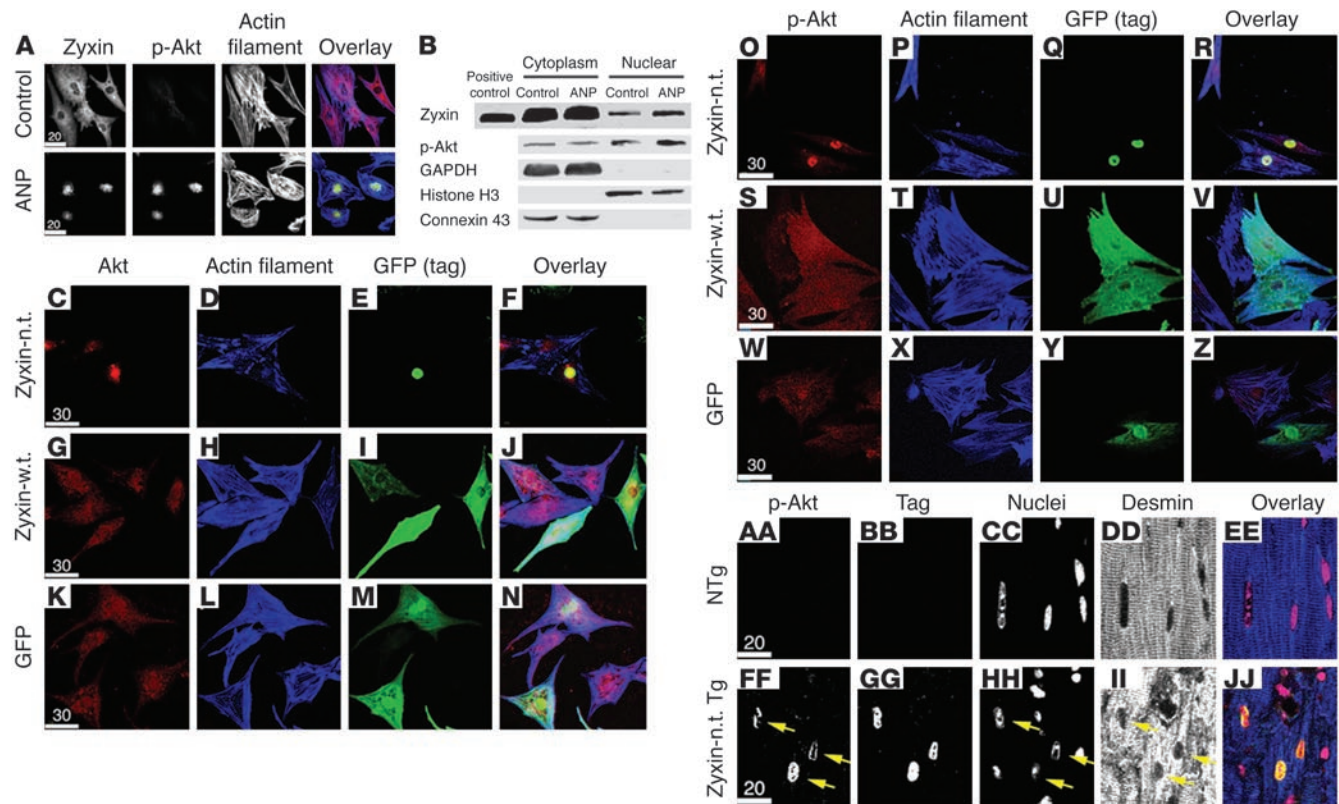 A
Zyxin
p-Akt
Actin
filament
Overlay
Control
20
ANP
20
B
Cytoplasm
Nuclear
Positive
control
Control
ANP
Control
ANP
Zyxin
p-Akt
GAPDH
Histone H3
Connexin 43
Akt
Actin filament
GFP (tag)
Overlay
Zyxin-n.t.
C
30
D
E
F
Zyxin-w.t.
G
30
H
I
J
GFP
K
30
L
M
N
p-Akt
Actin filament
GFP (tag)
Overlay
Zyxin-n.t.
O
30
P
Q
R
Zyxin-w.t.
S
30
T
U
V
GFP
W
30
X
Y
Z
p-Akt
Tag
Nuclei
Desmin
Overlay
NTg
AA
20
BB
CC
DD
EE
Zyxin-n.t. Tg
FF
20
GG
HH
II
JJ